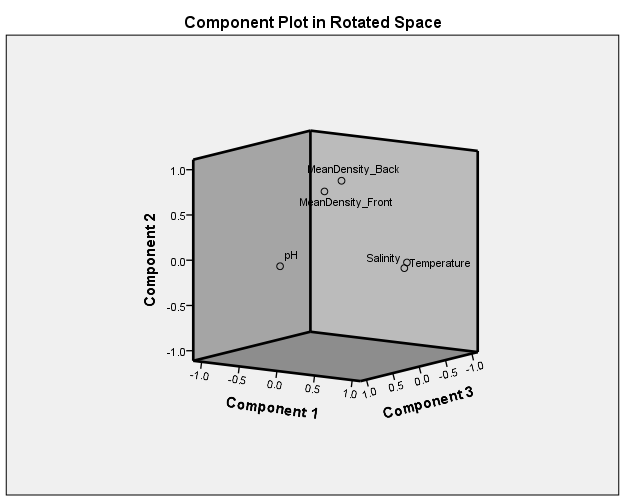 Component Plot in Rotated Space
MeanDensity_Back
MeanDensity_Front
pH
Salinity
Temperature
Component 2
1.0
0.5
0.0
-0.5
-1.0
-1.0
-0.5
0.0
0.5
1.0
Component 1
1.0
0.5
0.0
-0.5
-1.0
Component 3